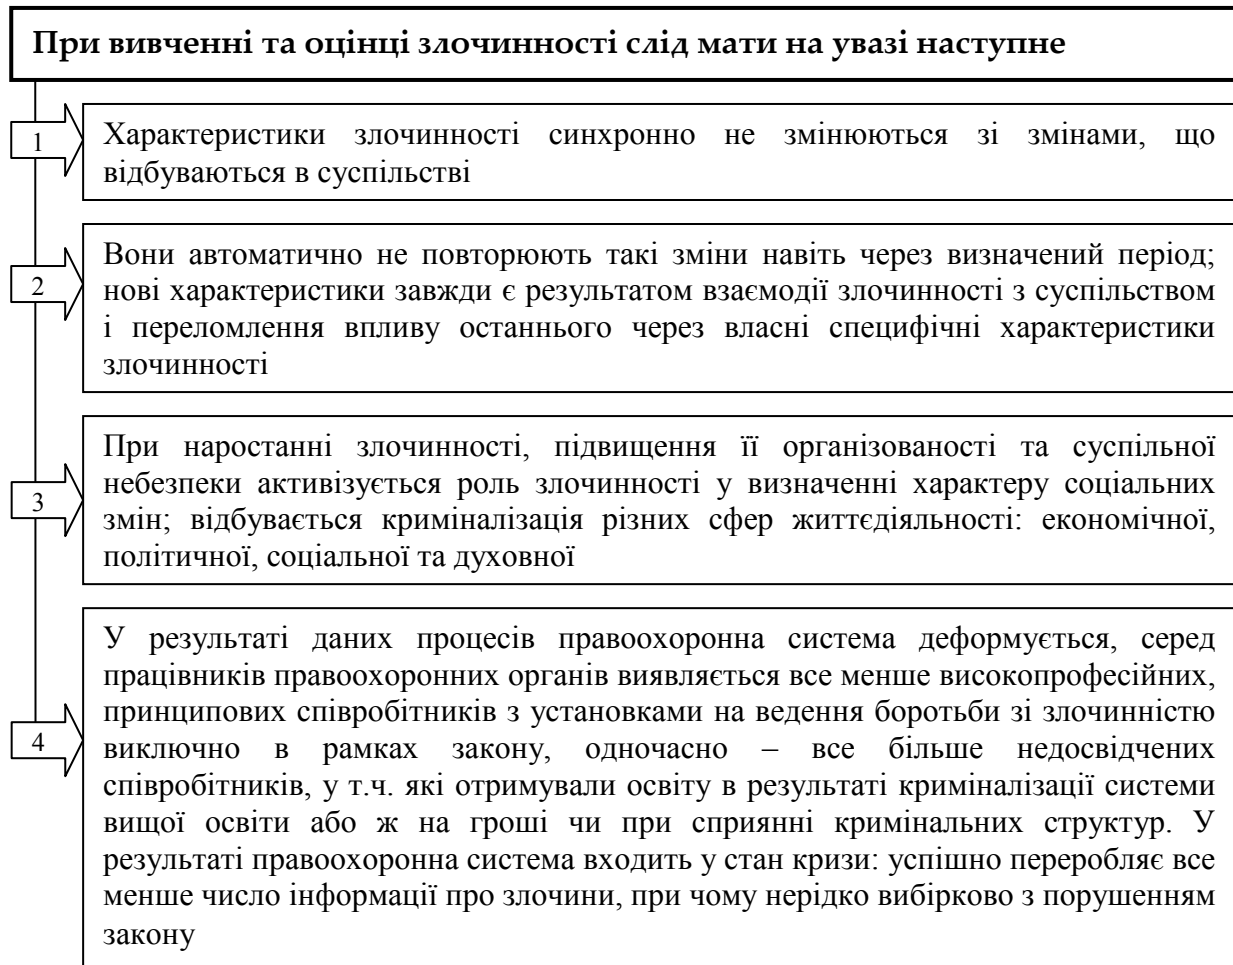 При вивченні та оцінці злочинності слід мати на увазі наступне
1
Характеристики злочинності синхронно не змінюються зі змінами, що
відбуваються в суспільстві
2
Вони автоматично не повторюють такі зміни навіть через визначений період;
нові характеристики завжди є результатом взаємодії злочинності з суспільством
і переломлення впливу останнього через власні специфічні характеристики
злочинності
3
При наростанні злочинності, підвищення її організованості та суспільної
небезпеки активізується роль злочинності у визначенні характеру соціальних
змін; відбувається криміналізація різних сфер життєдіяльності: економічної,
політичної, соціальної та духовної
4
У результаті даних процесів правоохоронна система деформується, серед
працівників правоохоронних органів виявляється все менше високопрофесійних,
принципових співробітників з установками на ведення боротьби зі злочинністю
виключно в рамках закону, одночасно – все більше недосвідчених
співробітників, у т.ч. які отримували освіту в результаті криміналізації системи
вищої освіти або ж на гроші чи при сприянні кримінальних структур. У
результаті правоохоронна система входить у стан кризи: успішно переробляє все
менше число інформації про злочини, при чому нерідко вибірково з порушенням
закону